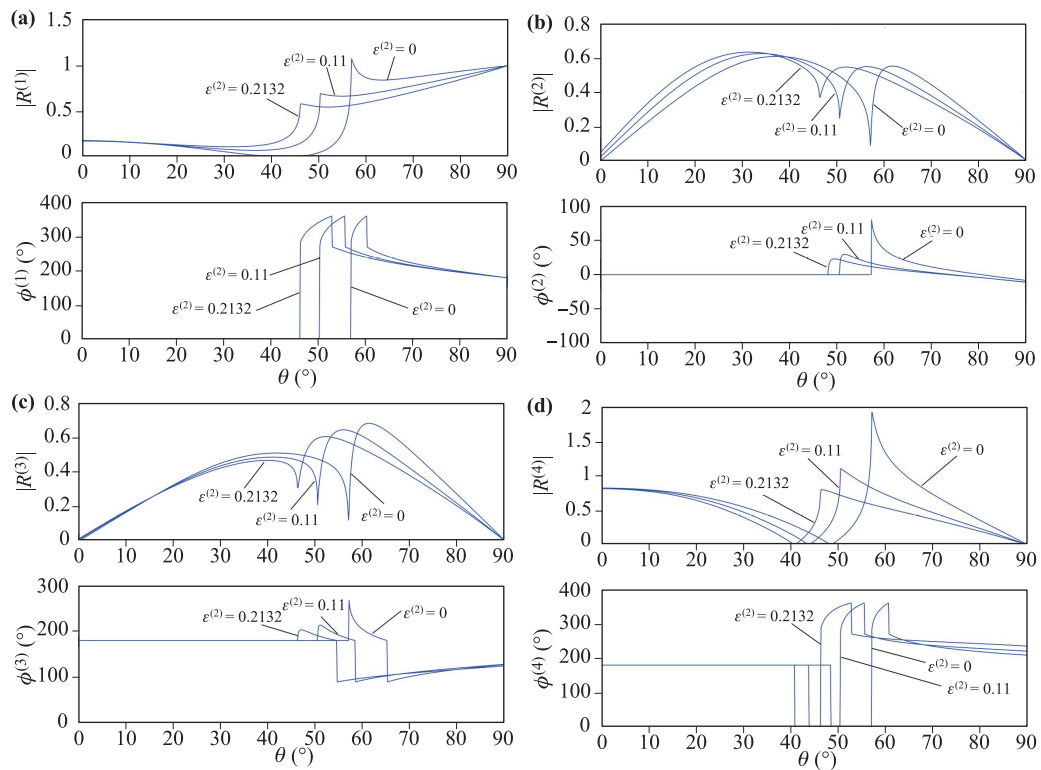 (a)
1.5
1
0.5
0
|R(1)|
ε(2) = 0
ε(2) = 0.11
ε(2) = 0.2132
0 10 20 30 40 50 60 70 80 90
θ (°)
400
300
200
100
0
ϕ(1) (°)
ε(2) = 0.11
ε(2) = 0.2132
ε(2) = 0
0 10 20 30 40 50 60 70 80 90
θ (°)
(b)
0.8
0.6
0.4
0.2
0
|R(2)|
ε(2) = 0.2132
ε(2) = 0.11
ε(2) = 0
0 10 20 30 40 50 60 70 80 90
θ (°)
100
50
0
−50
−100
ϕ(2) (°)
ε(2) = 0.11
ε(2) = 0.2132
ε(2) = 0
0 10 20 30 40 50 60 70 80 90
θ (°)
(c)
0.8
0.6
0.4
0.2
0
|R(3)|
ε(2) = 0.2132
ε(2) = 0.11
ε(2) = 0
0 10 20 30 40 50 60 70 80 90
θ (°)
300
200
100
0
ϕ(3) (°)
ε(2) = 0.11
ε(2) = 0.2132
ε(2) = 0
0 10 20 30 40 50 60 70 80 90
θ (°)
(d)
2
1.5
1
0.5
0
|R(4)|
ε(2) = 0.11
ε(2) = 0
ε(2) = 0.2132
0 10 20 30 40 50 60 70 80 90
θ (°)
400
300
200
100
0
ϕ(4) (°)
ε(2) = 0.2132
ε(2) = 0
ε(2) = 0.11
0 10 20 30 40 50 60 70 80 90
θ (°)